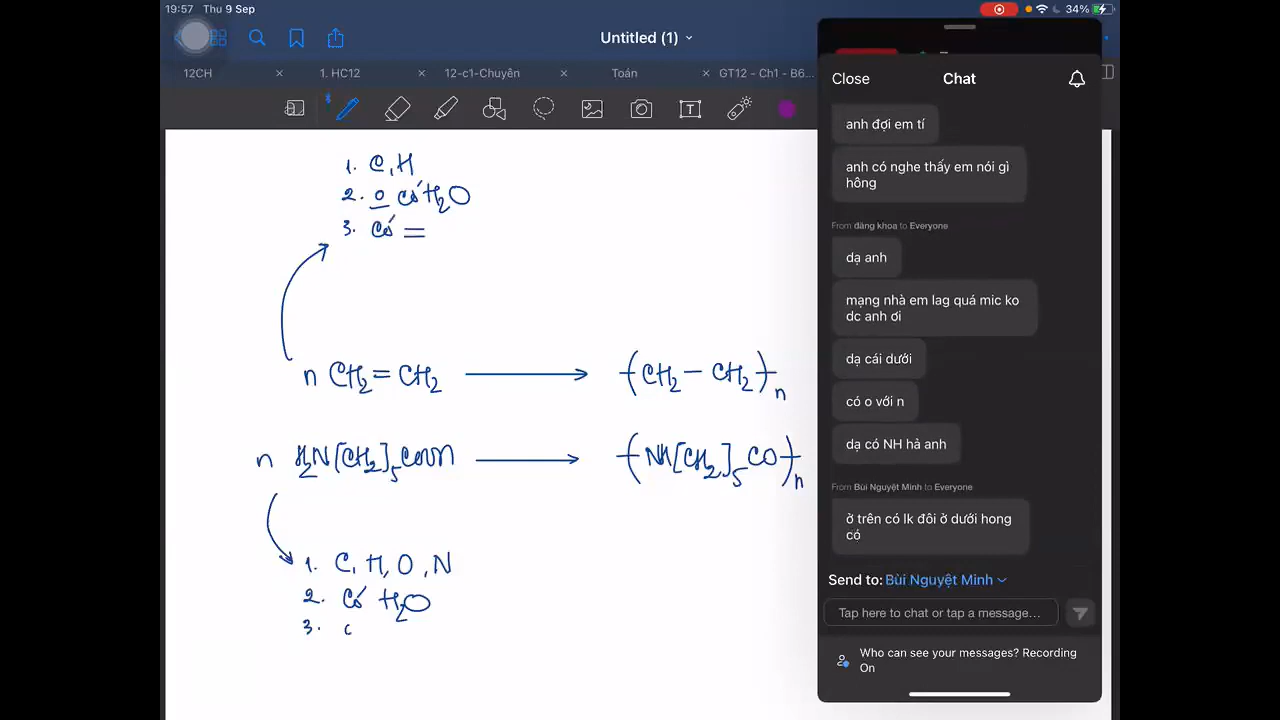 19:57 Thu 9 Sep
34%
Untitled (1)
12CH
1. HC12
12-c1-Chuyên
Toán
GT12 - Ch1 - B6...
1. C, H
2. o có H2O
3. Có =
n CH2 = CH2 ⟶ (CH2 – CH2)n
n H2N[CH2]5COOH ⟶ (NH[CH2]5CO)n
1. C, H, O, N
2. Có H2O
3. c
Close
Chat
anh đợi em tí
anh có nghe thấy em nói gì
hông
From đăng khoa to Everyone
dạ anh
mạng nhà em lag quá mic ko
dc anh ơi
dạ cái dưới
có o với n
dạ có NH hả anh
From Bùi Nguyệt Minh to Everyone
ở trên có lk đôi ở dưới hong
có
Send to: Bùi Nguyệt Minh
Tap here to chat or tap a message...
Who can see your messages? Recording
On